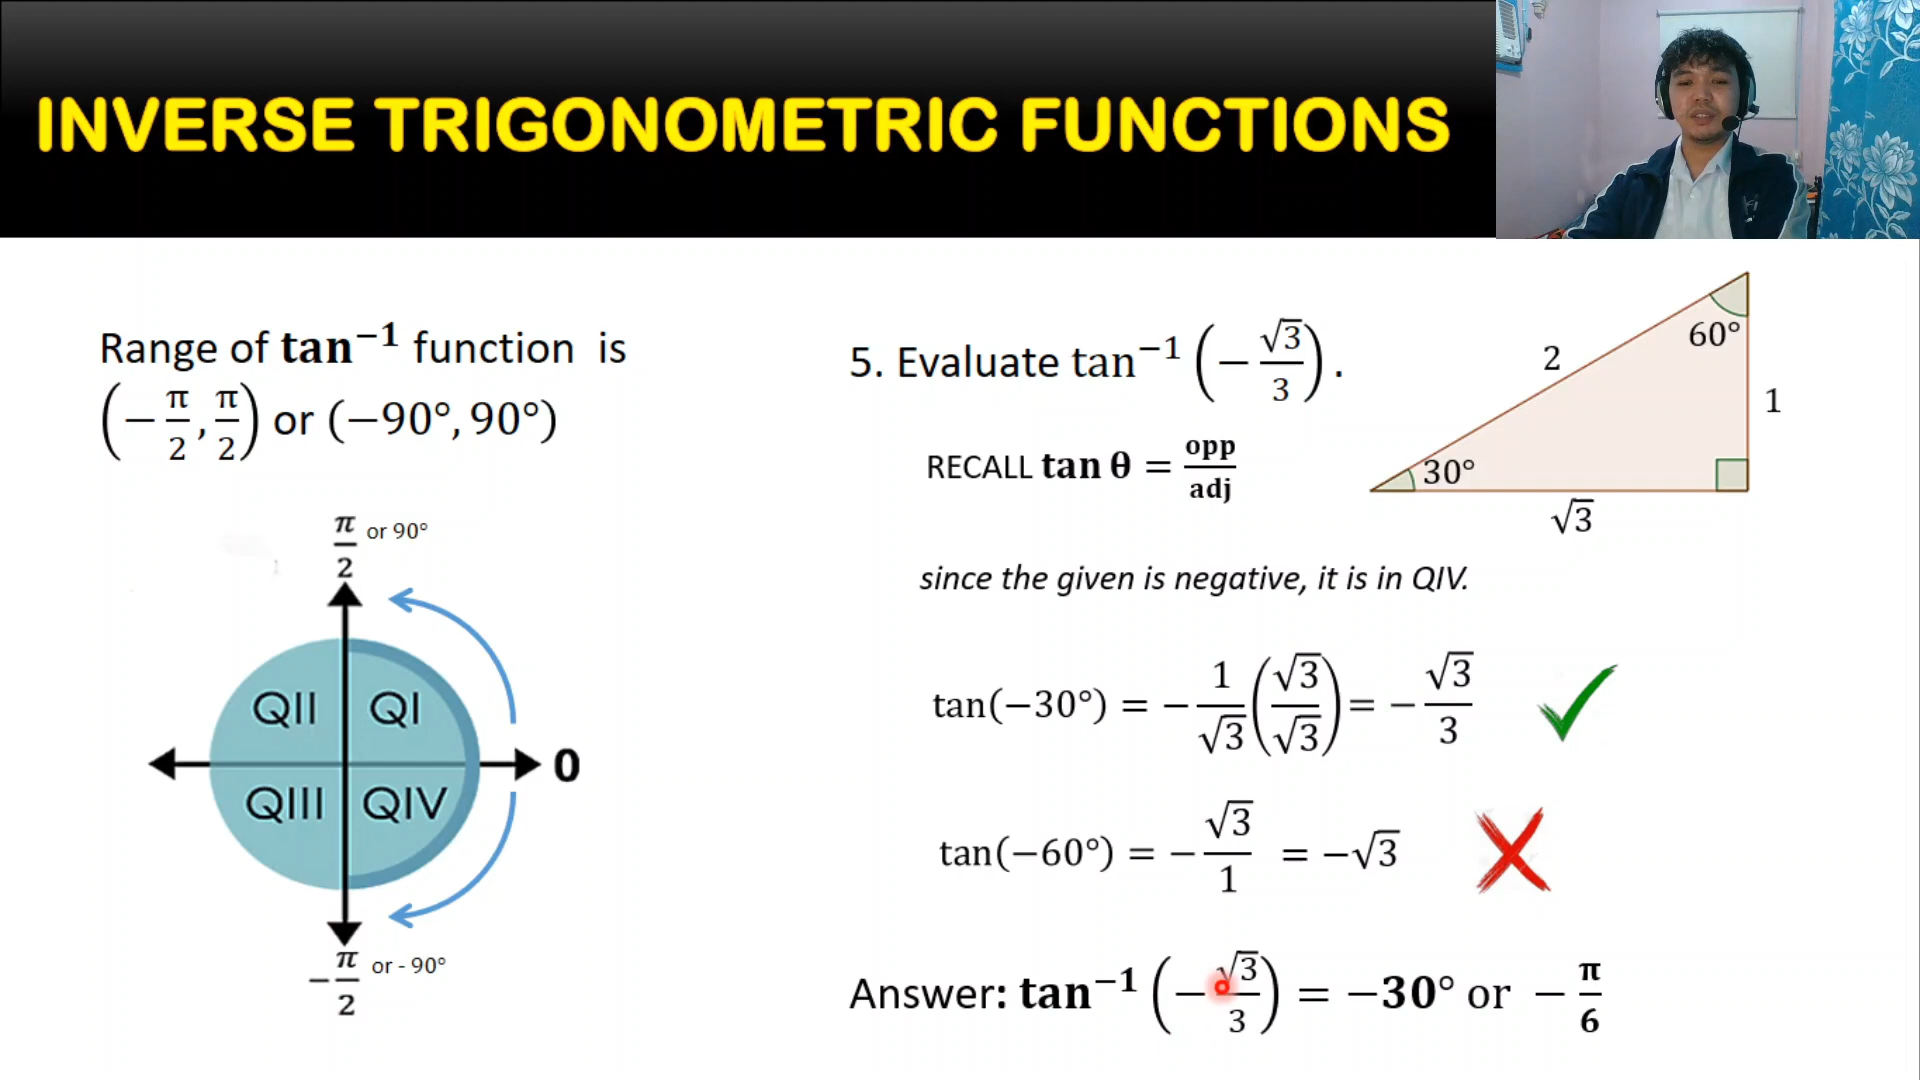 INVERSE TRIGONOMETRIC FUNCTIONS
Range of tan⁻¹ function is
(−π/2, π/2) or (−90°, 90°)
π/2 or 90°
QII QI
0
QIII QIV
−π/2 or - 90°
5. Evaluate tan⁻¹ (−√3/3).
RECALL tan θ = opp/adj
60°
2
1
30°
√3
since the given is negative, it is in QIV.
tan(−30°) = −1/√3 (√3/√3) = −√3/3
tan(−60°) = −√3/1 = −√3
Answer: tan⁻¹ (−√3/3) = −30° or −π/6